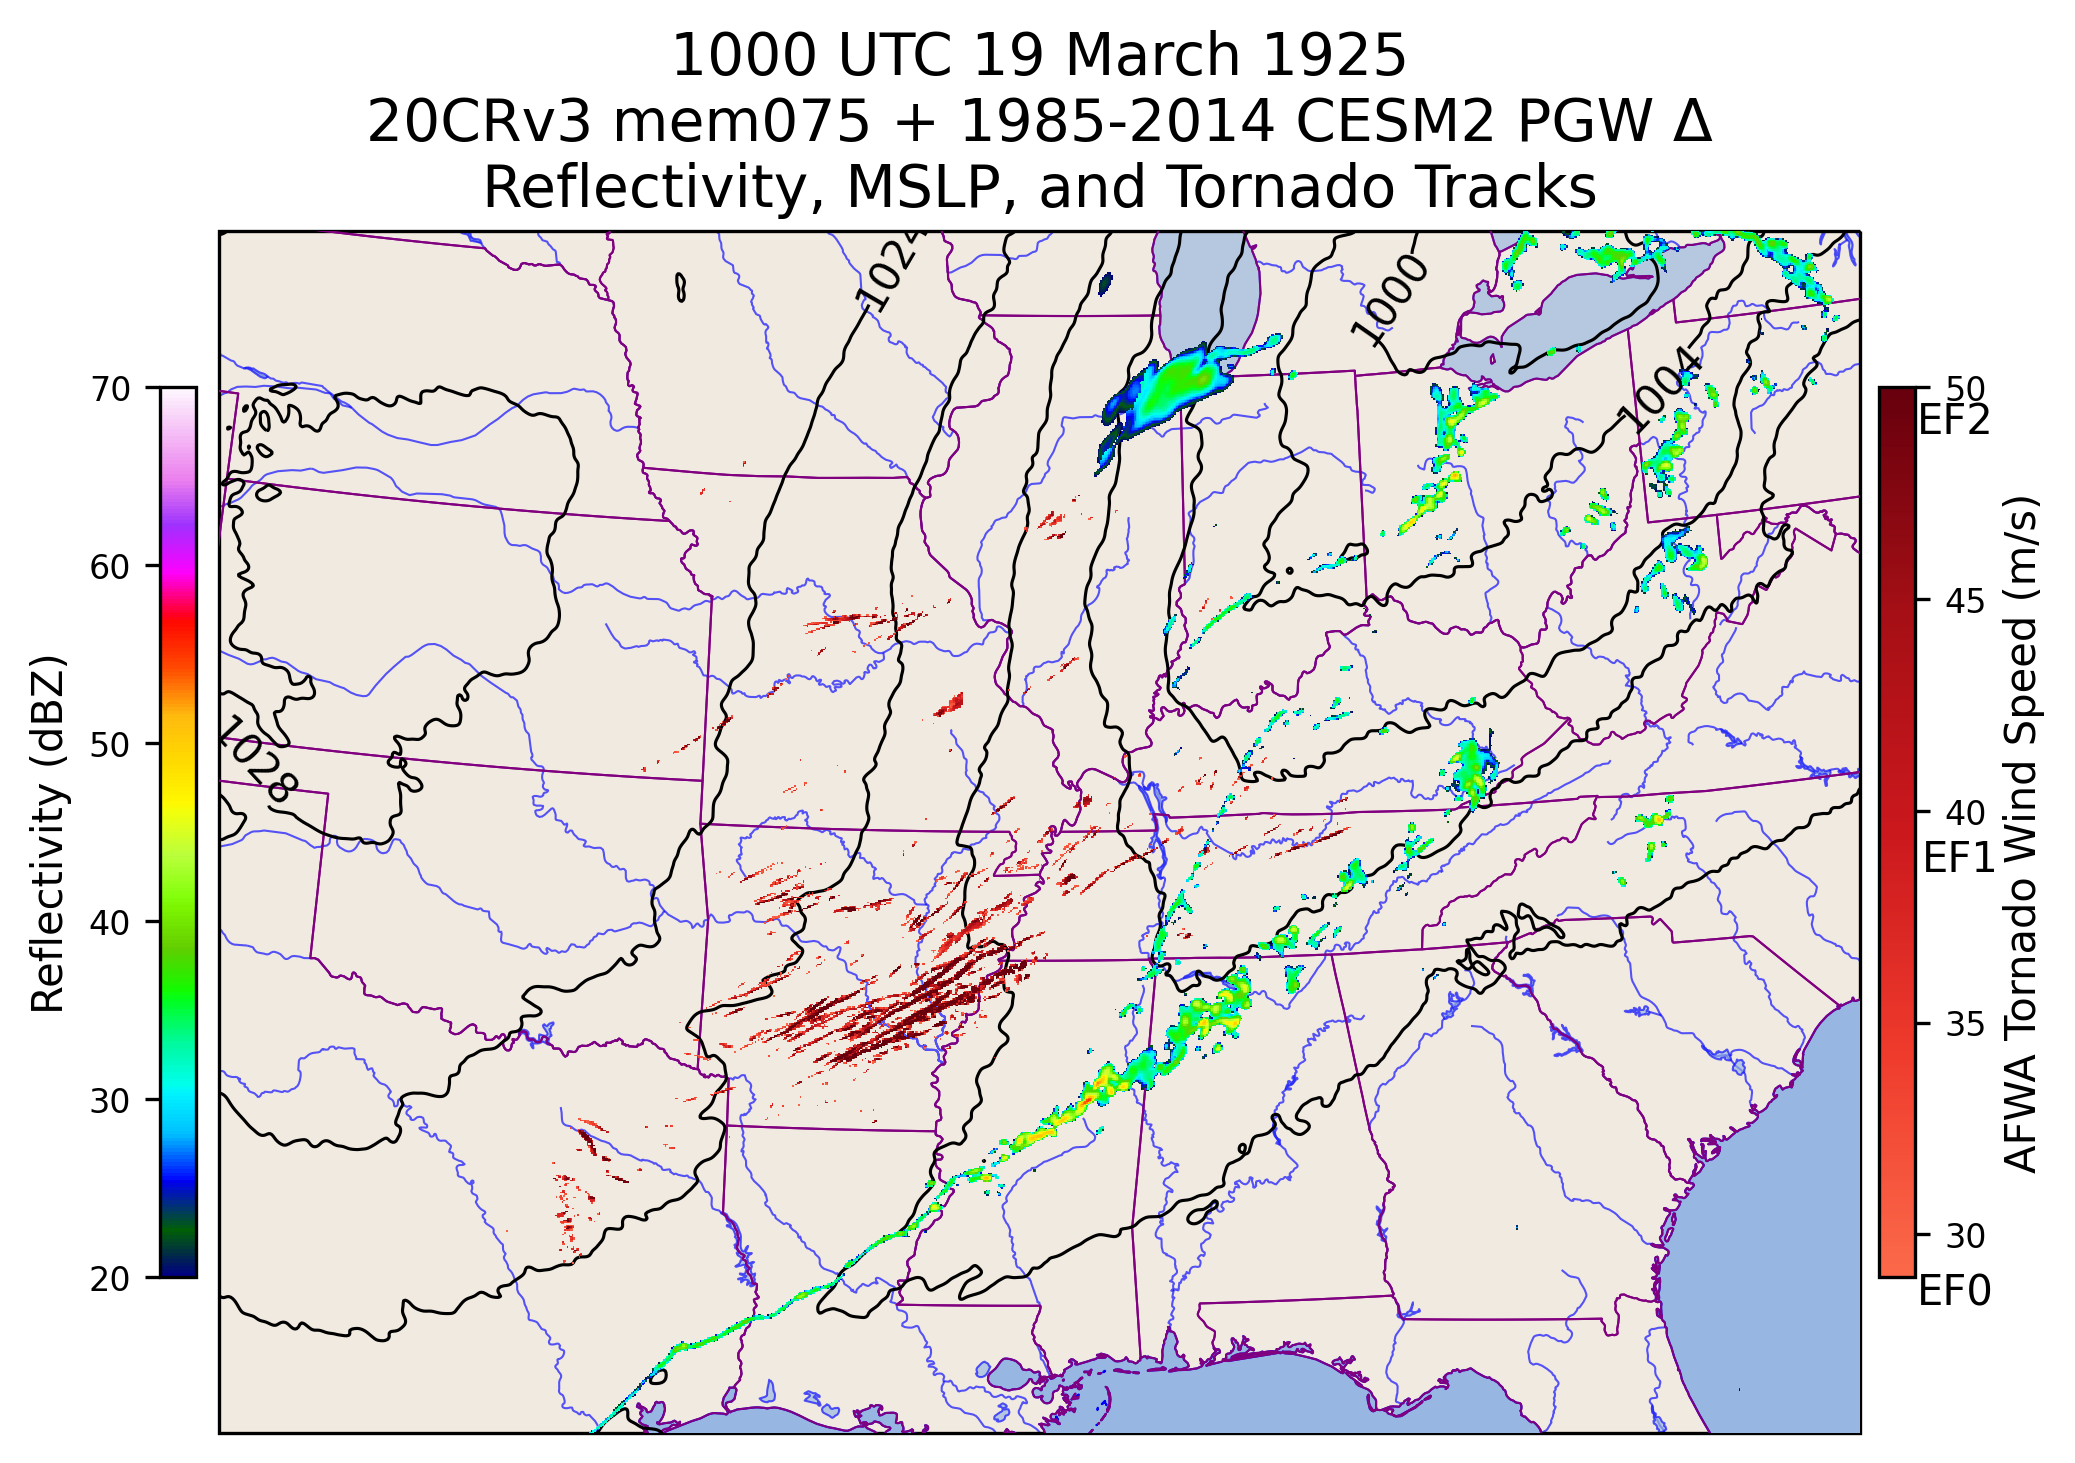 1000 UTC 19 March 1925
20CRv3 mem075 + 1985-2014 CESM2 PGW Δ
Reflectivity, MSLP, and Tornado Tracks
1024
1000
1004
1028
70
60
50
40
30
20
Reflectivity (dBZ)
50
EF2
45
40
EF1
35
30
EF0
AFWA Tornado Wind Speed (m/s)